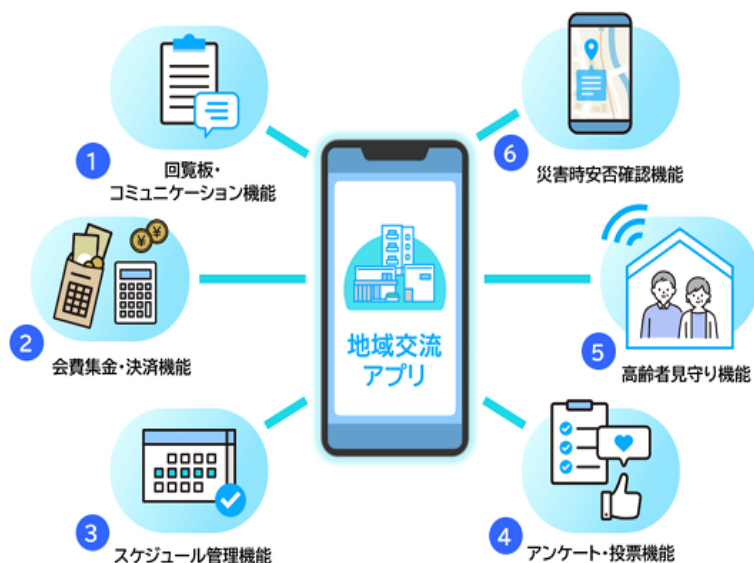 1
回覧板・
コミュニケーション機能
2
¥ ¥
会費集金・決済機能
3
スケジュール管理機能
地域交流
アプリ
4
アンケート・投票機能
5
高齢者見守り機能
6
災害時安否確認機能